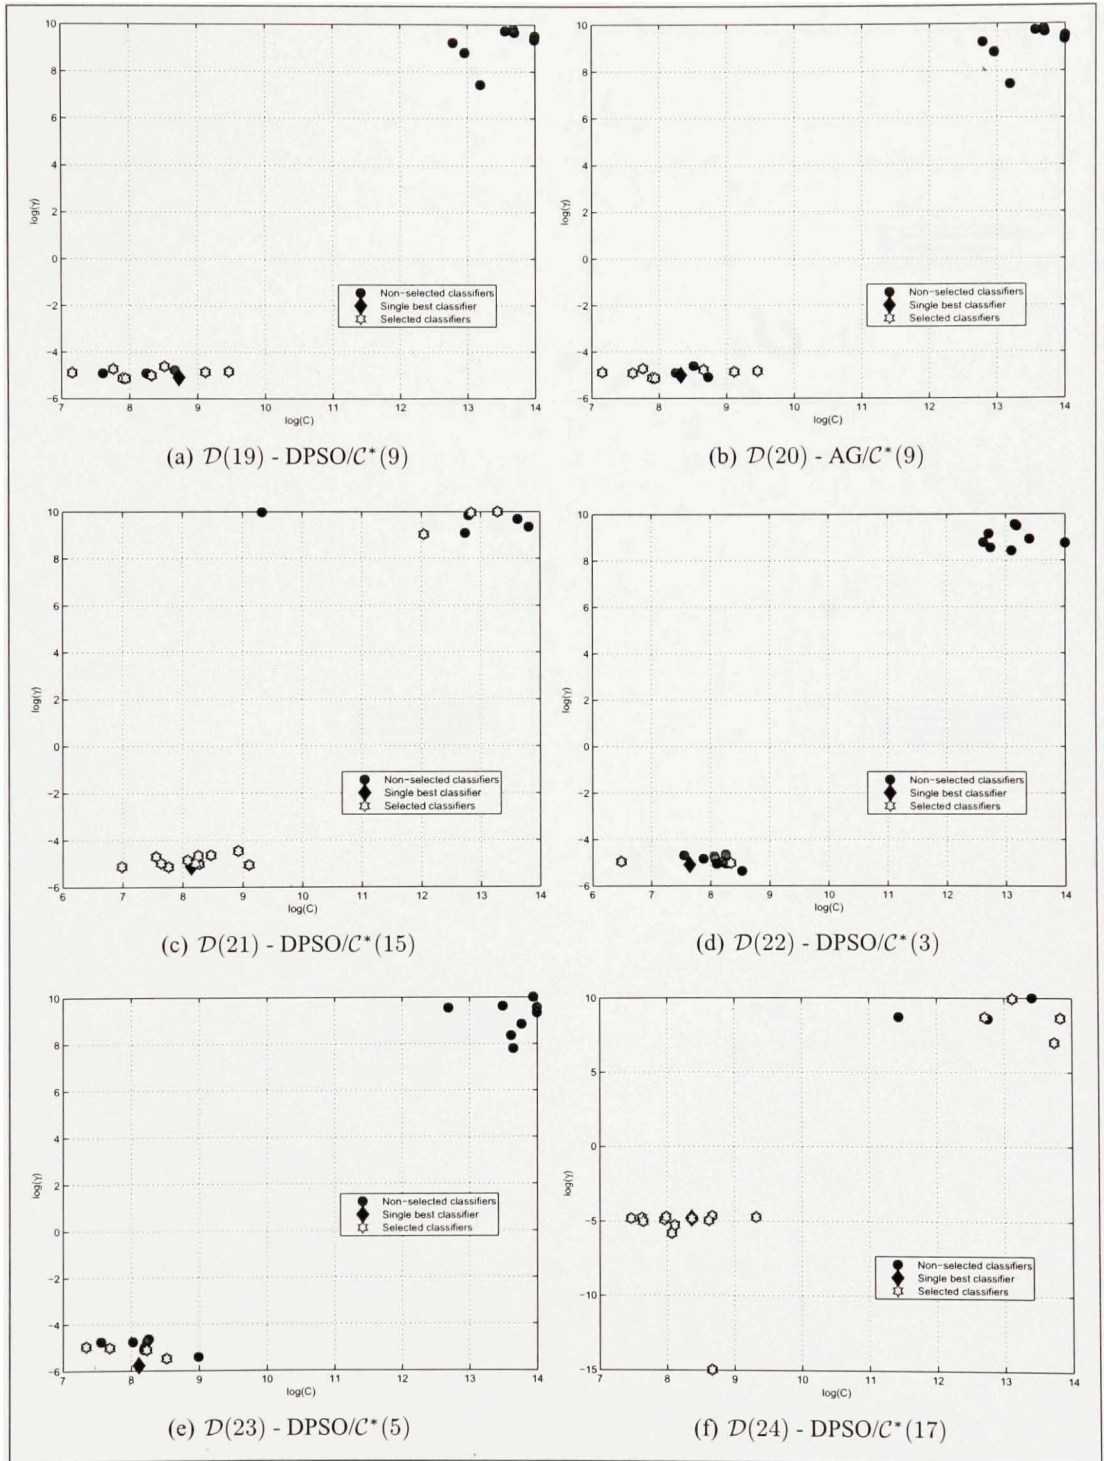 10
8
6
4
2
0
−2
−4
−6
log(γ)
7 8 9 10 11 12 13 14
log(C)
Non−selected classifiers
Single best classifier
Selected classifiers
(a) 𝒟(19) - DPSO/𝒞*(9)
10
8
6
4
2
0
−2
−4
−6
log(γ)
7 8 9 10 11 12 13 14
log(C)
Non−selected classifiers
Single best classifier
Selected classifiers
(b) 𝒟(20) - AG/𝒞*(9)
10
8
6
4
2
0
−2
−4
−6
log(γ)
6 7 8 9 10 11 12 13 14
log(C)
Non−selected classifiers
Single best classifier
Selected classifiers
(c) 𝒟(21) - DPSO/𝒞*(15)
10
8
6
4
2
0
−2
−4
−6
log(γ)
6 7 8 9 10 11 12 13 14
log(C)
Non−selected classifiers
Single best classifier
Selected classifiers
(d) 𝒟(22) - DPSO/𝒞*(3)
10
8
6
4
2
0
−2
−4
−6
log(γ)
7 8 9 10 11 12 13 14
log(C)
Non−selected classifiers
Single best classifier
Selected classifiers
(e) 𝒟(23) - DPSO/𝒞*(5)
10
5
0
−5
−10
−15
log(γ)
7 8 9 10 11 12 13 14
log(C)
Non−selected classifiers
Single best classifier
Selected classifiers
(f) 𝒟(24) - DPSO/𝒞*(17)